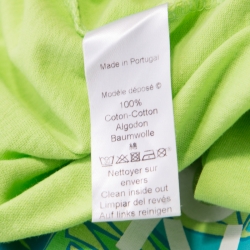 Made in Portugal
Modèle déposé ©
100%
Coton-Cotton
Algodon
Baumwolle
Nettoyer sur
envers
Clean inside out
Limpiar del revés
Auf links reinigen